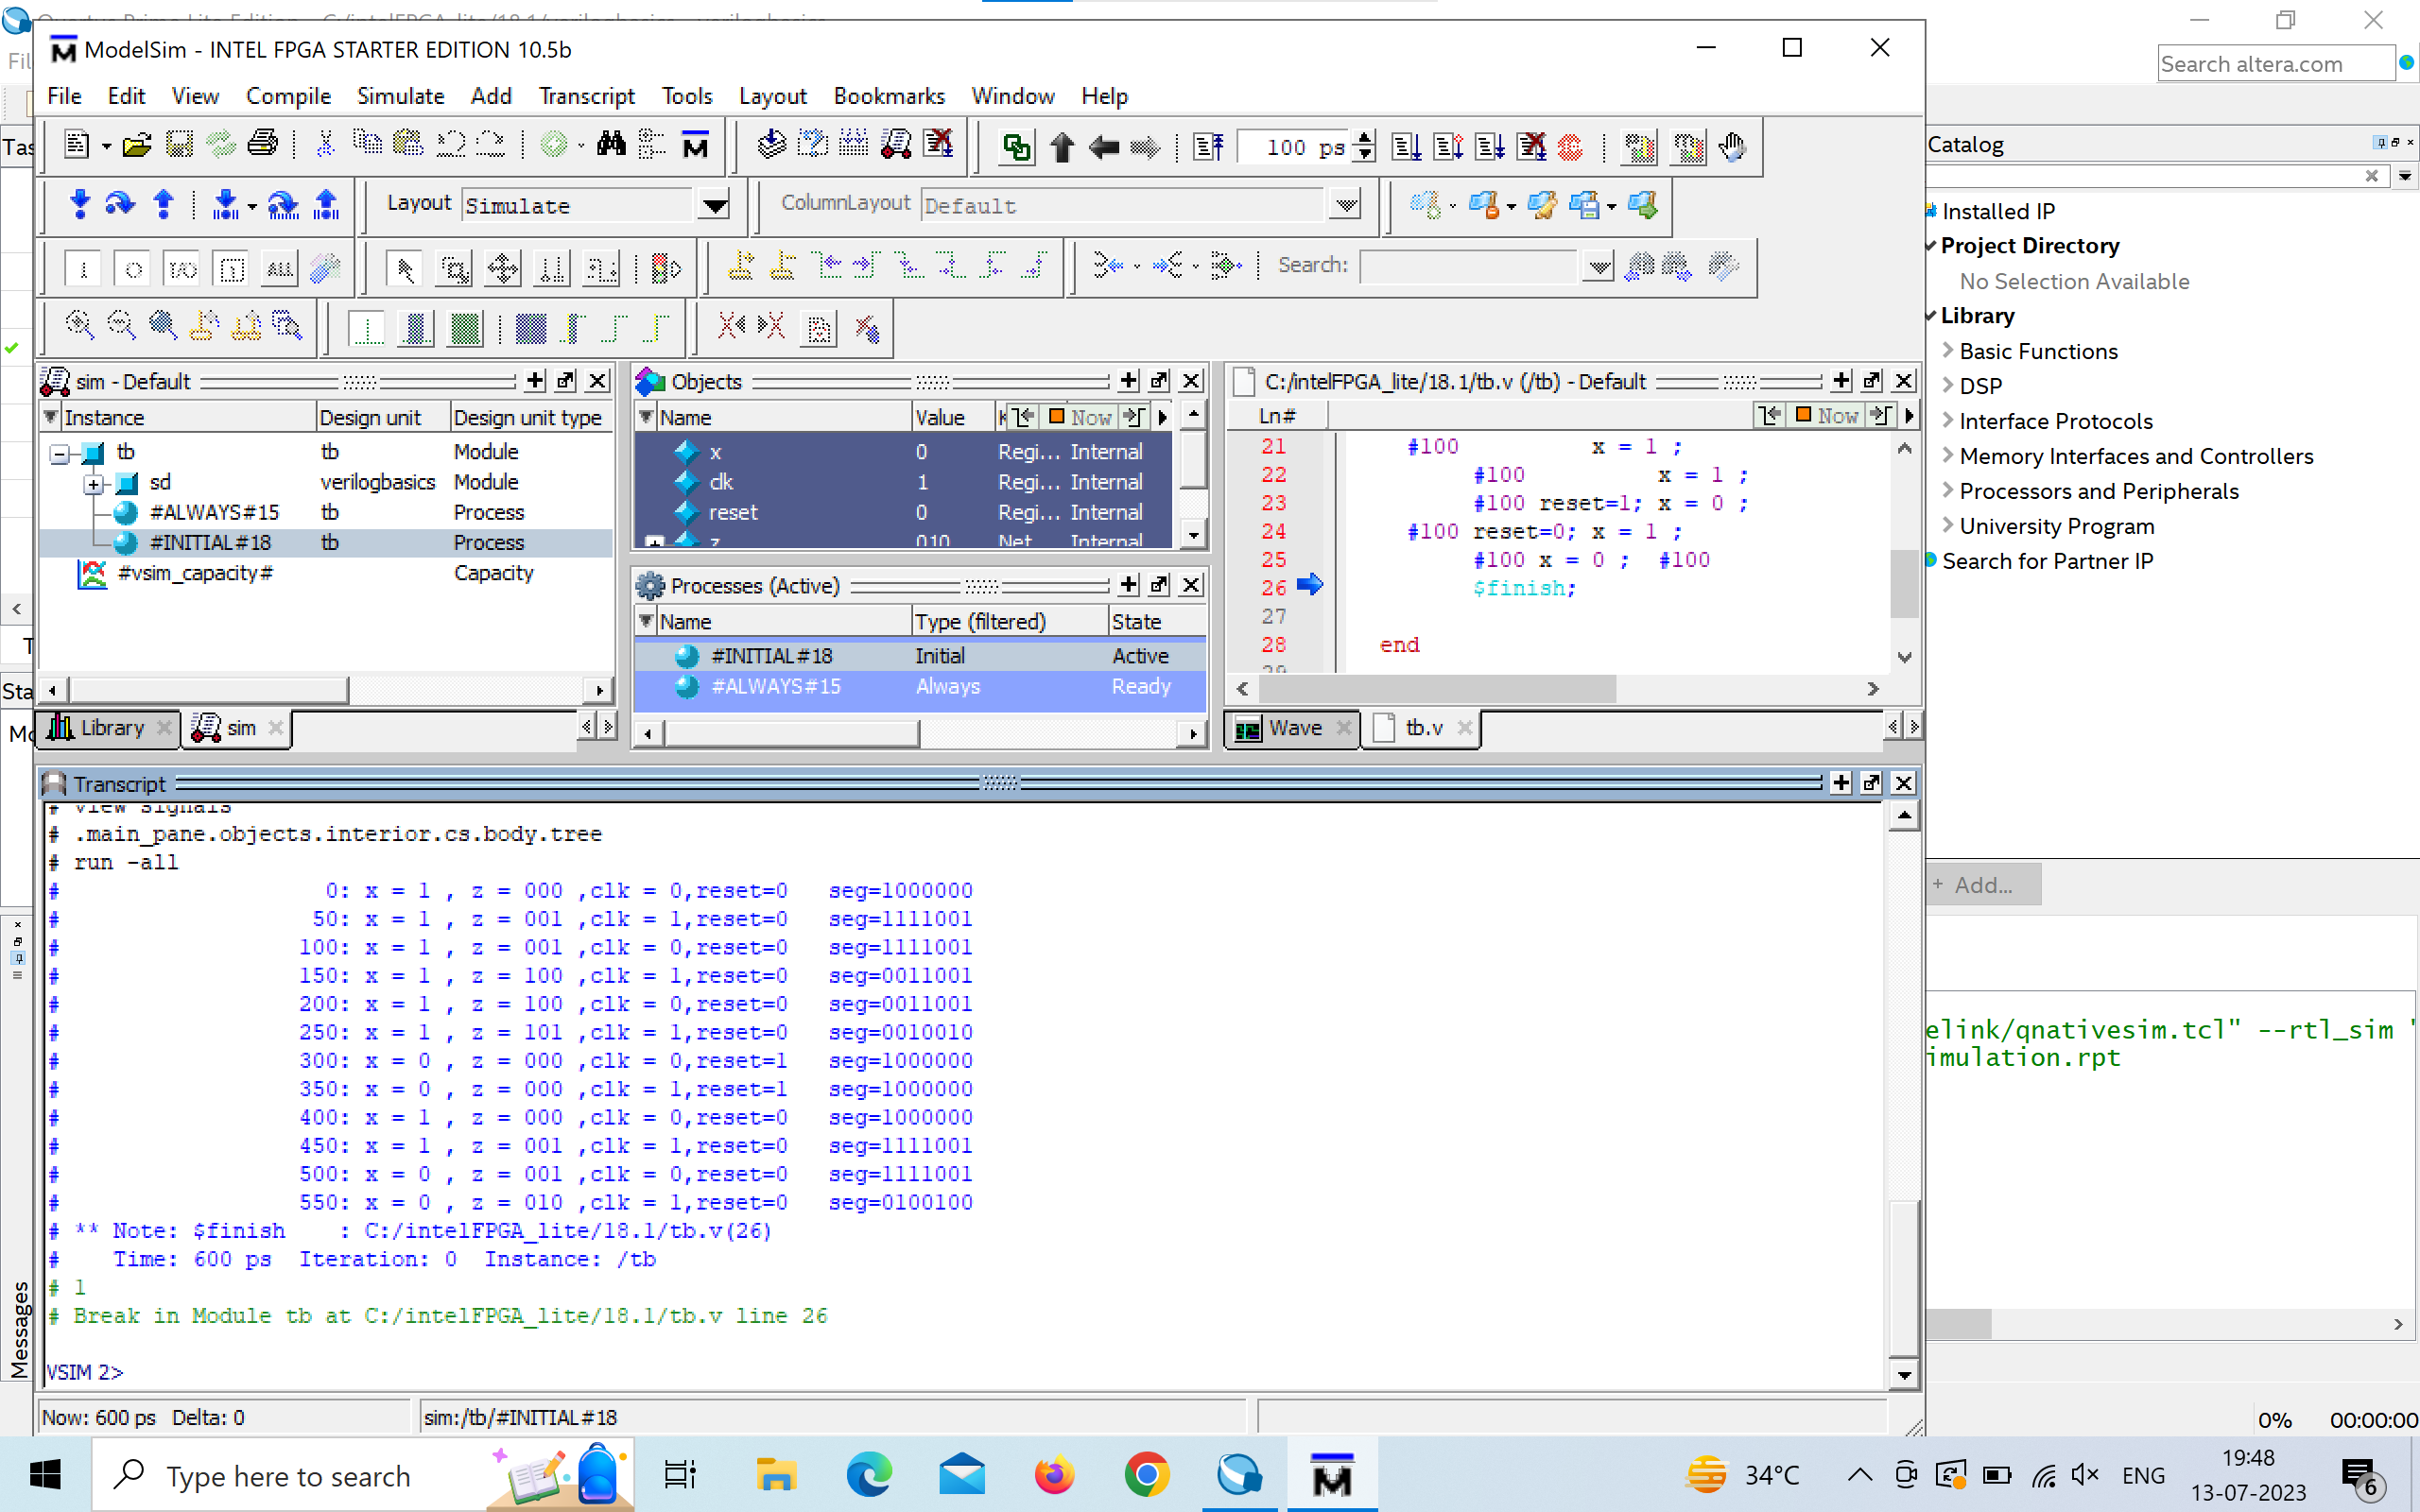 Quartus Prime Lite Edition - C:/intelFPGA_lite/18.1/verilogbasics - verilogbasics
ModelSim - INTEL FPGA STARTER EDITION 10.5b
Search altera.com
File Edit View Compile Simulate Add Transcript Tools Layout Bookmarks Window Help
100 ps
Layout Simulate ColumnLayout Default
I O I/O ALL
Search:
sim - Default
Instance Design unit Design unit type
tb tb Module
sd verilogbasics Module
#ALWAYS#15 tb Process
#INITIAL#18 tb Process
#vsim_capacity# Capacity
Library sim
Objects
Name Value Now
x 0 Regi... Internal
clk 1 Regi... Internal
reset 0 Regi... Internal
z 010 Net Internal
Processes (Active)
Name Type (filtered) State
#INITIAL#18 Initial Active
#ALWAYS#15 Always Ready
C:/intelFPGA_lite/18.1/tb.v (/tb) - Default
Ln# Now
21 #100 x = 1 ;
22 #100 x = 1 ;
23 #100 reset=1; x = 0 ;
24 #100 reset=0; x = 1 ;
25 #100 x = 0 ; #100
26 $finish;
27
28 end
29
Wave tb.v
Transcript
# view signals
# .main_pane.objects.interior.cs.body.tree
# run -all
# 0: x = 1 , z = 000 ,clk = 0,reset=0 seg=1000000
# 50: x = 1 , z = 001 ,clk = 1,reset=0 seg=1111001
# 100: x = 1 , z = 001 ,clk = 0,reset=0 seg=1111001
# 150: x = 1 , z = 100 ,clk = 1,reset=0 seg=0011001
# 200: x = 1 , z = 100 ,clk = 0,reset=0 seg=0011001
# 250: x = 1 , z = 101 ,clk = 1,reset=0 seg=0010010
# 300: x = 0 , z = 000 ,clk = 0,reset=1 seg=1000000
# 350: x = 0 , z = 000 ,clk = 1,reset=1 seg=1000000
# 400: x = 1 , z = 000 ,clk = 0,reset=0 seg=1000000
# 450: x = 1 , z = 001 ,clk = 1,reset=0 seg=1111001
# 500: x = 0 , z = 001 ,clk = 0,reset=0 seg=1111001
# 550: x = 0 , z = 010 ,clk = 1,reset=0 seg=0100100
# ** Note: $finish : C:/intelFPGA_lite/18.1/tb.v(26)
# Time: 600 ps Iteration: 0 Instance: /tb
# 1
# Break in Module tb at C:/intelFPGA_lite/18.1/tb.v line 26
VSIM 2>
Now: 600 ps Delta: 0 sim:/tb/#INITIAL#18
Catalog
Installed IP
Project Directory
No Selection Available
Library
Basic Functions
DSP
Interface Protocols
Memory Interfaces and Controllers
Processors and Peripherals
University Program
Search for Partner IP
+ Add...
elink/qnativesim.tcl" --rtl_sim "
imulation.rpt
Messages
0% 00:00:00
Type here to search
34°C ENG 19:48
13-07-2023
6